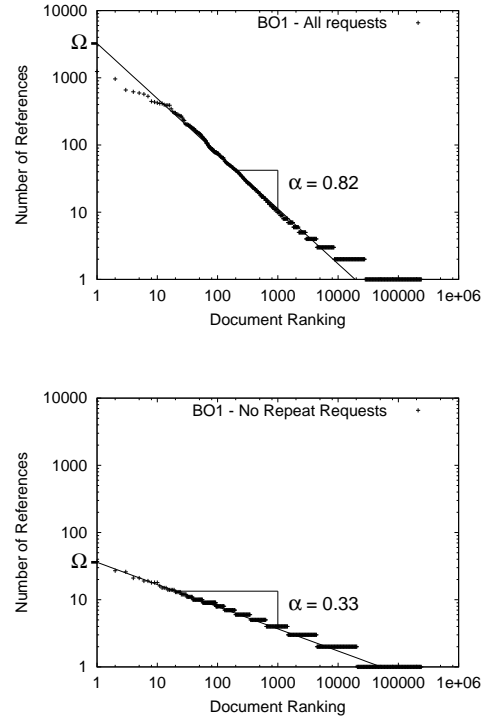 10000
Ω
1000
100
10
1
Number of References
BO1 - All requests
α = 0.82
1 10 100 1000 10000 100000 1e+06
Document Ranking
10000
1000
100
Ω
10
1
Number of References
BO1 - No Repeat Requests
α = 0.33
1 10 100 1000 10000 100000 1e+06
Document Ranking